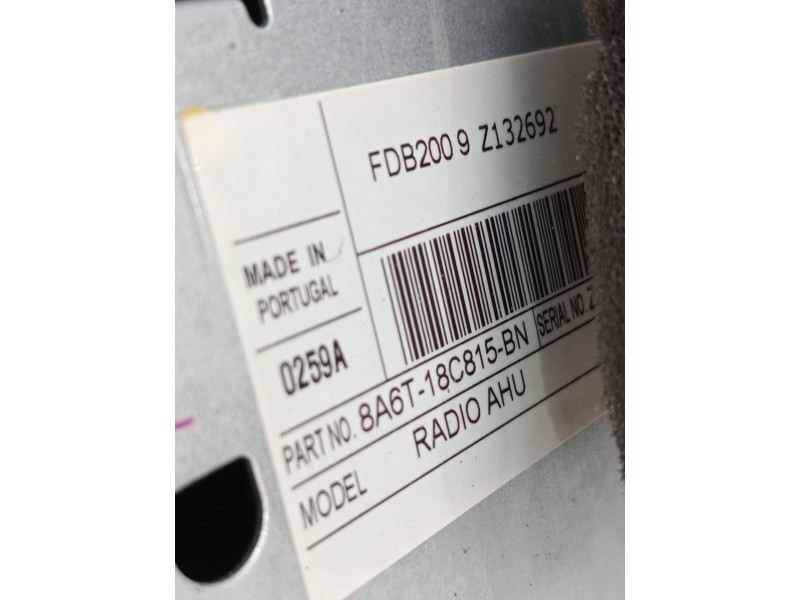 FDB200 9 Z132692
MADE IN
PORTUGAL
0259A
PART NO. 8A6T-18C815-BN
SERIAL NO. Z
MODEL RADIO AHU